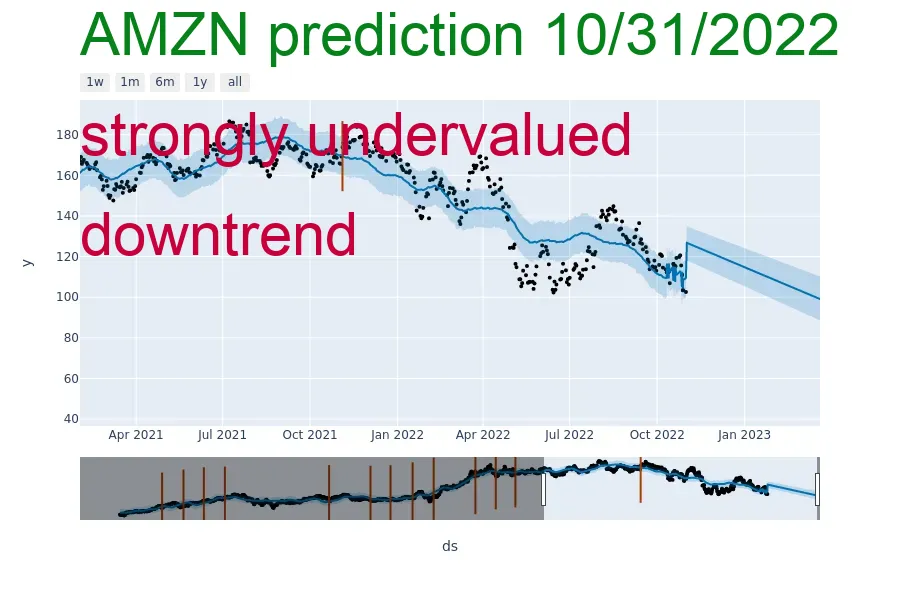 AMZN prediction 10/31/2022
1w 1m 6m 1y all
strongly undervalued
downtrend
180
160
140
120
100
80
60
40
y
Apr 2021 Jul 2021 Oct 2021 Jan 2022 Apr 2022 Jul 2022 Oct 2022 Jan 2023
ds